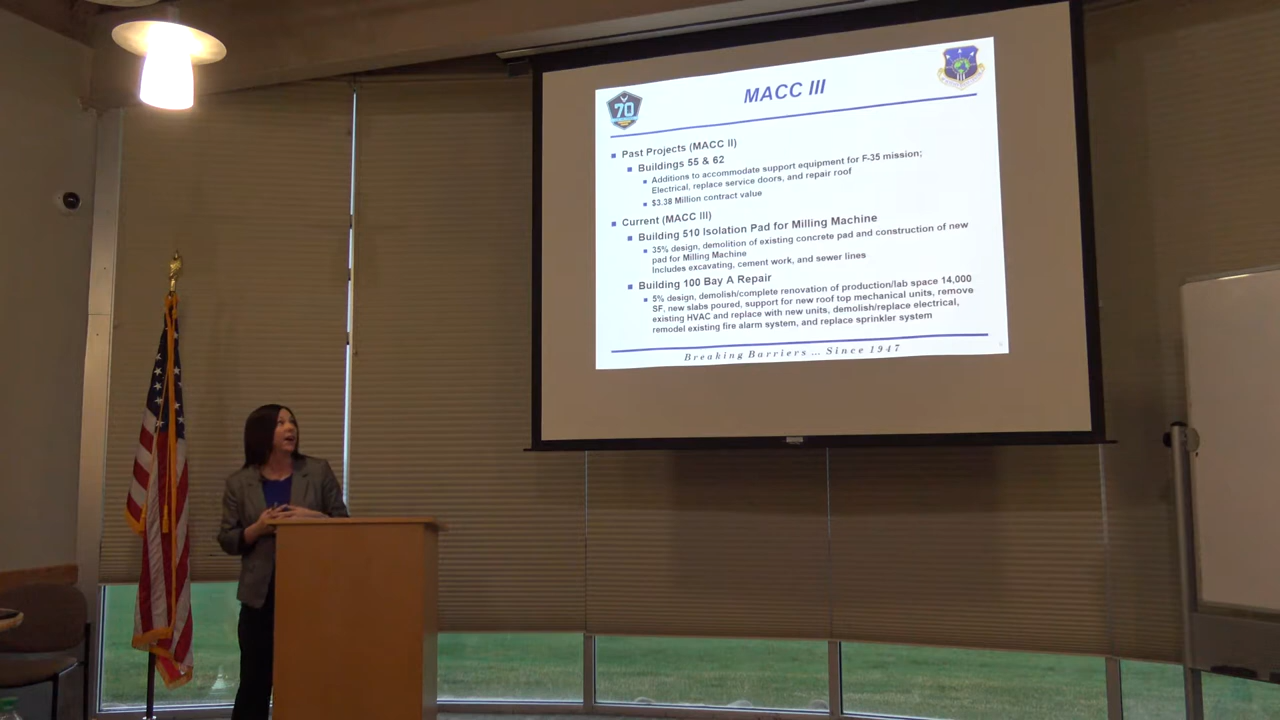 70
MACC III
Past Projects (MACC II)
Buildings 55 & 62
Additions to accommodate support equipment for F-35 mission;
Electrical, replace service doors, and repair roof
$3.38 Million contract value
Current (MACC III)
Building 510 Isolation Pad for Milling Machine
35% design, demolition of existing concrete pad and construction of new
pad for Milling Machine
Includes excavating, cement work, and sewer lines
Building 100 Bay A Repair
5% design, demolish/complete renovation of production/lab space 14,000
SF, new slabs poured, support for new roof top mechanical units, remove
existing HVAC and replace with new units, demolish/replace electrical,
remodel existing fire alarm system, and replace sprinkler system
Breaking Barriers ... Since 1947